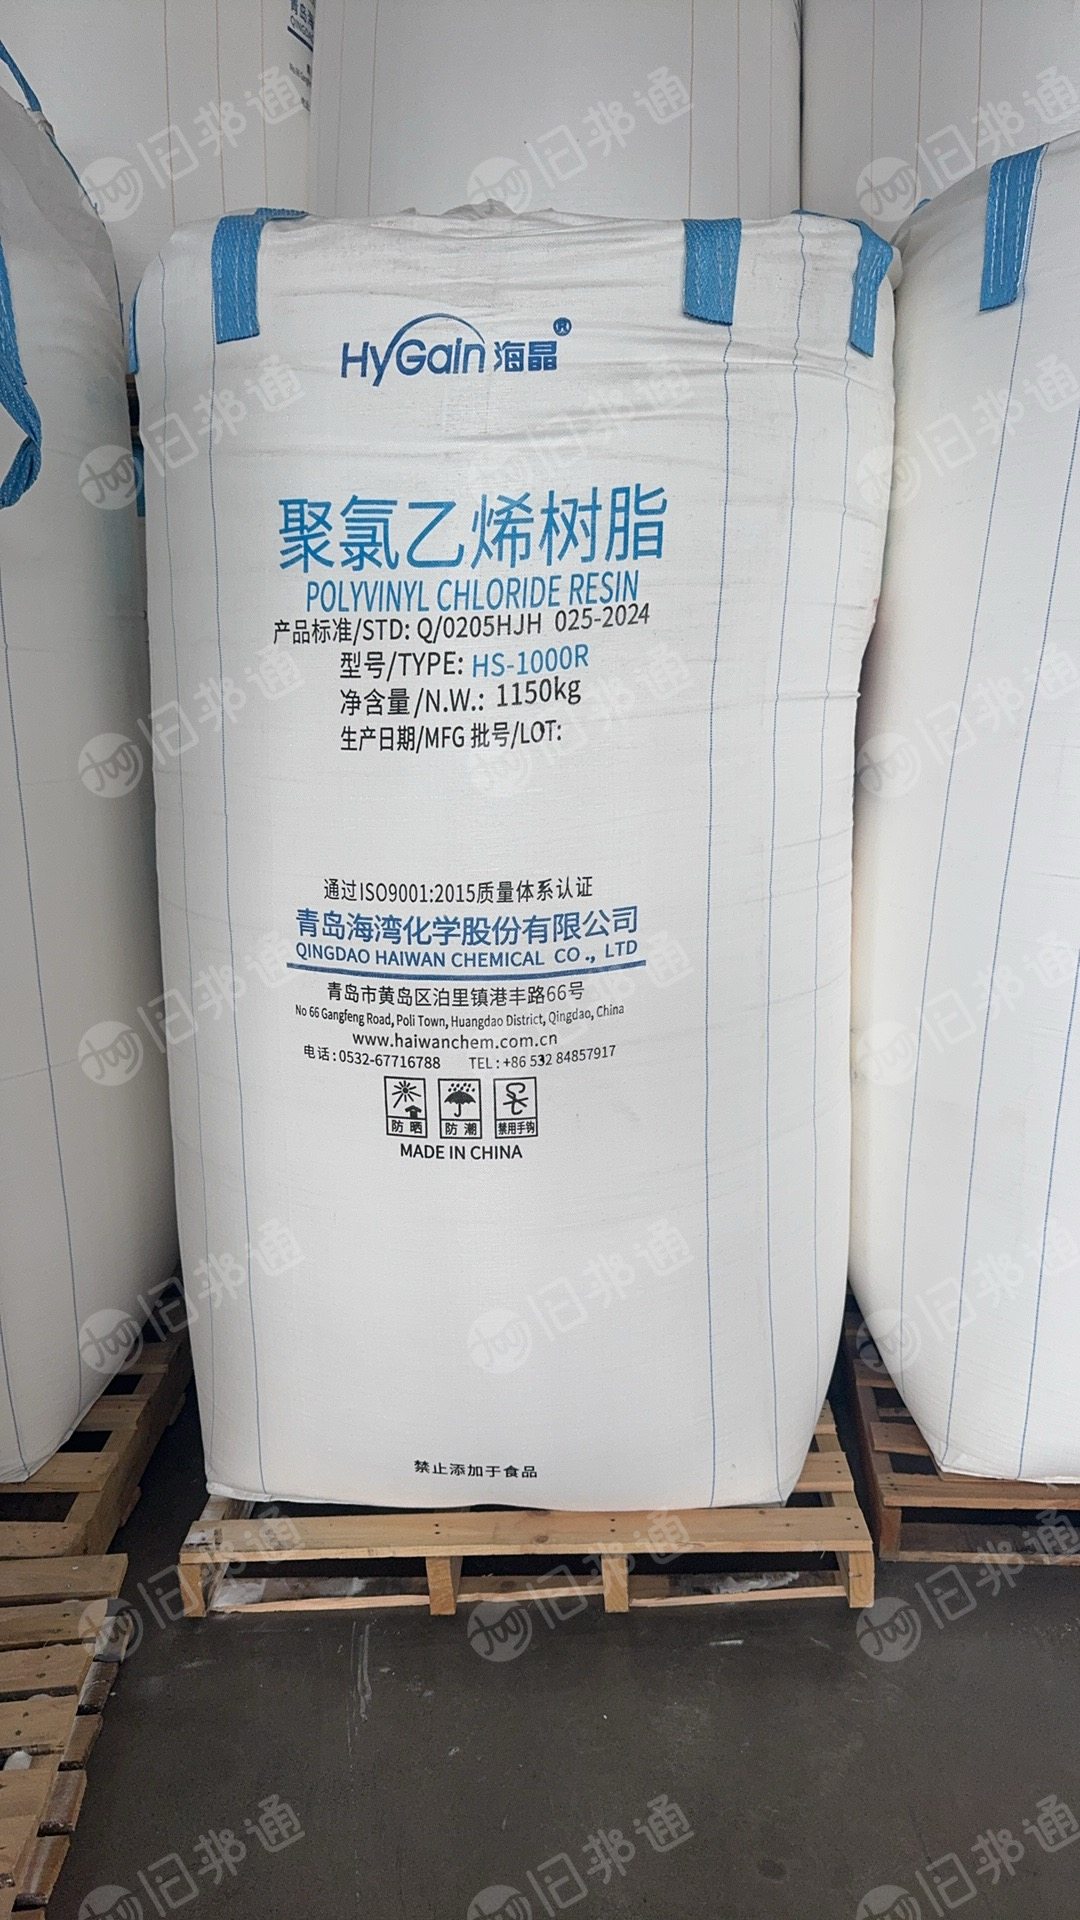 HyGain 海晶®
聚氯乙烯树脂
POLYVINYL CHLORIDE RESIN
产品标准/STD: Q/0205HJH 025-2024
型号/TYPE: HS-1000R
净含量/N.W.: 1150kg
生产日期/MFG 批号/LOT:
通过ISO9001:2015质量体系认证
青岛海湾化学股份有限公司
QINGDAO HAIWAN CHEMICAL CO., LTD
青岛市黄岛区泊里镇港丰路66号
No 66 Gangfeng Road, Poli Town, Huangdao District, Qingdao, China
www.haiwanchem.com.cn
电话:0532-67716788 TEL:+86 532 84857917
防晒 防潮 禁用手钩
MADE IN CHINA
禁止添加于食品
旧邦通